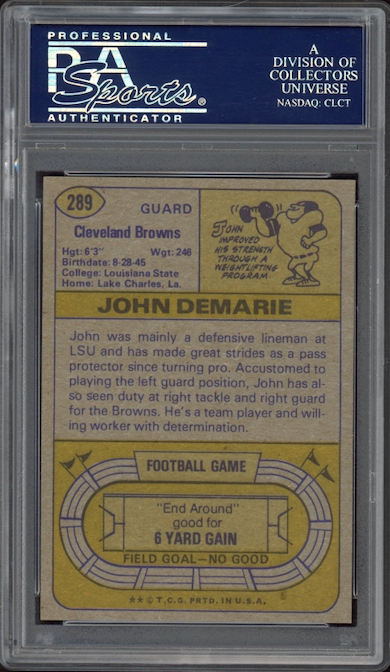 PROFESSIONAL
PSA
Sports®
AUTHENTICATOR
A
DIVISION OF
COLLECTORS
UNIVERSE
NASDAQ: CLCT
289
GUARD
Cleveland Browns
Hgt: 6'3" Wgt: 246
Birthdate: 8-28-45
College: Louisiana State
Home: Lake Charles, La.
JOHN
IMPROVED
HIS STRENGTH
THROUGH A
WEIGHTLIFTING
PROGRAM.
JOHN DEMARIE
John was mainly a defensive lineman at
LSU and has made great strides as a pass
protector since turning pro. Accustomed to
playing the left guard position, John has al-
so seen duty at right tackle and right guard
for the Browns. He's a team player and will-
ing worker with determination.
FOOTBALL GAME
"End Around"
good for
6 YARD GAIN
FIELD GOAL—NO GOOD
★★ © T.C.G. PRTD. IN U.S.A.